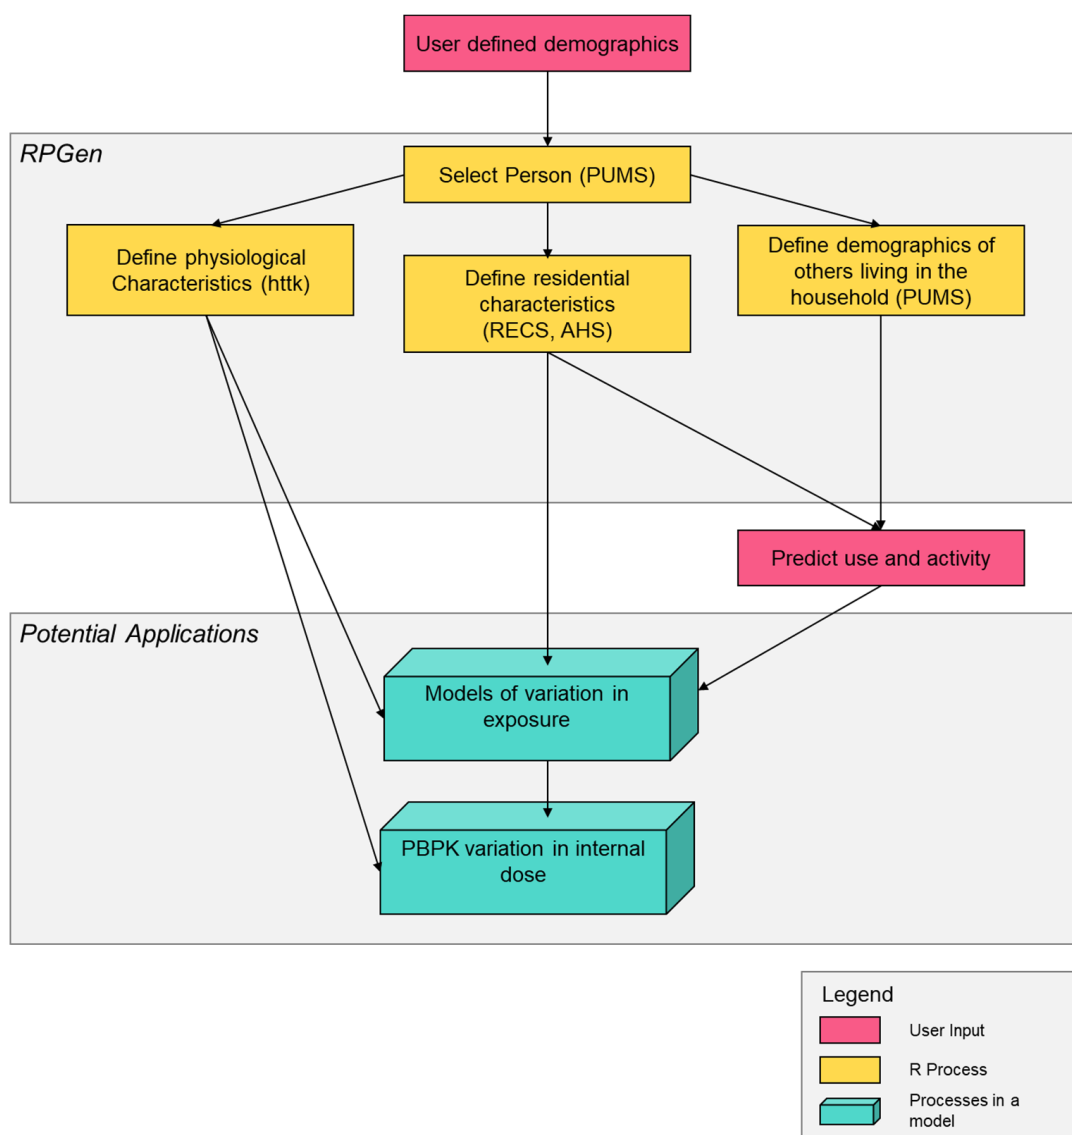 User defined demographics
RPGen
Select Person (PUMS)
Define physiological
Characteristics (httk)
Define residential
characteristics
(RECS, AHS)
Define demographics of
others living in the
household (PUMS)
Predict use and activity
Potential Applications
Models of variation in
exposure
PBPK variation in internal
dose
Legend
User Input
R Process
Processes in a
model